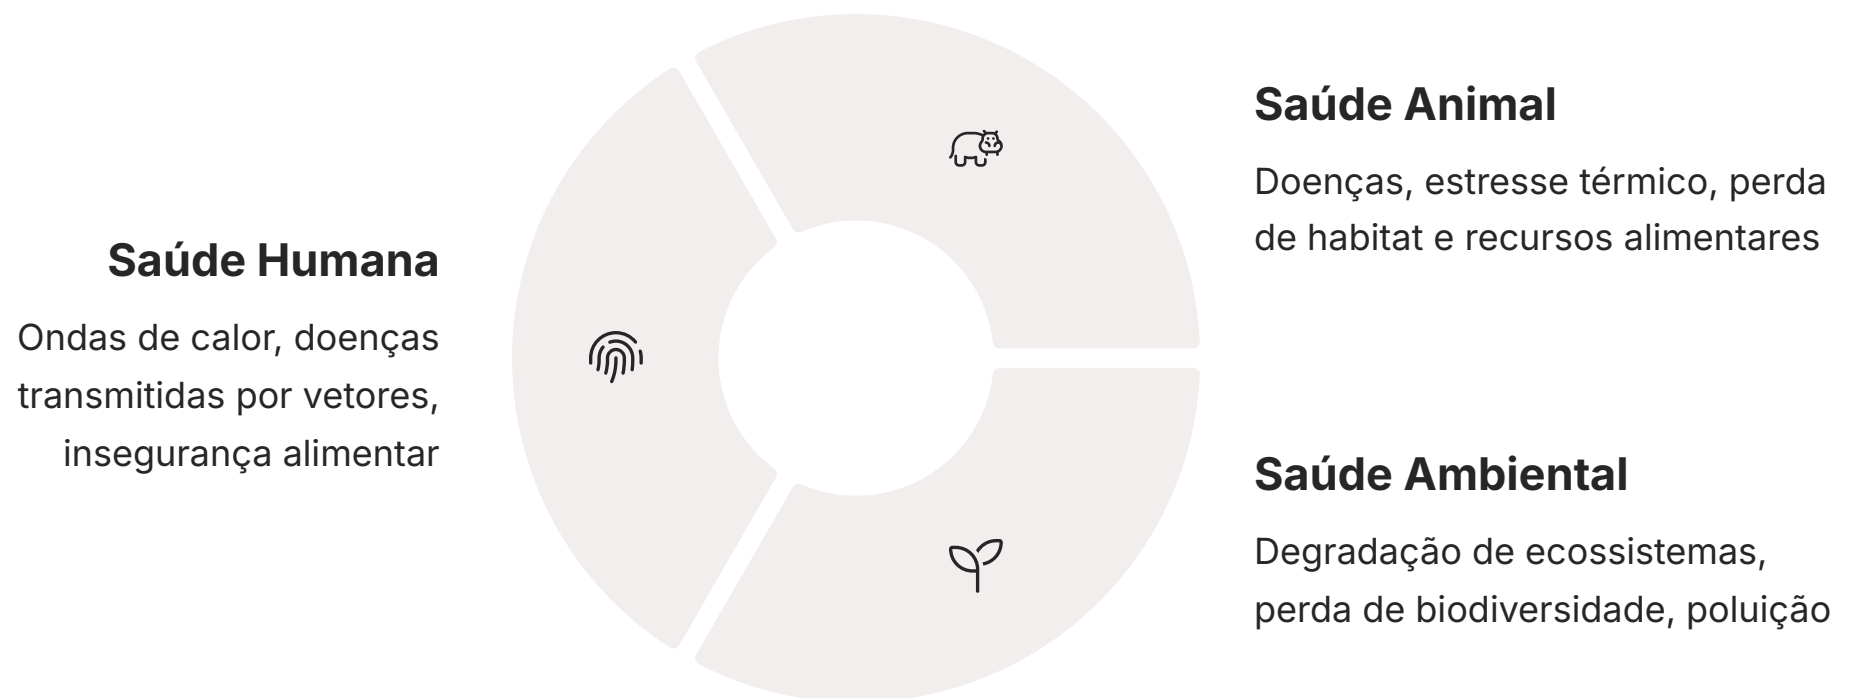 Saúde Animal
Doenças, estresse térmico, perda
de habitat e recursos alimentares
Saúde Humana
Ondas de calor, doenças
transmitidas por vetores,
insegurança alimentar
Saúde Ambiental
Degradação de ecossistemas,
perda de biodiversidade, poluição